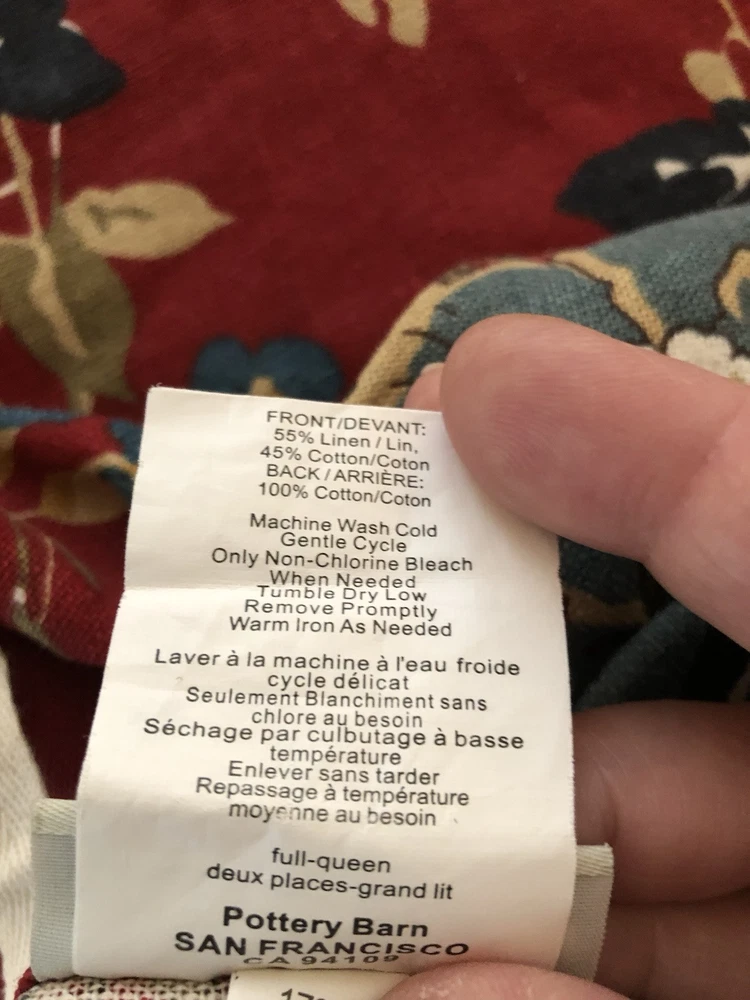 FRONT/DEVANT:
55% Linen / Lin,
45% Cotton/Coton
BACK / ARRIÈRE:
100% Cotton/Coton
Machine Wash Cold
Gentle Cycle
Only Non-Chlorine Bleach
When Needed
Tumble Dry Low
Remove Promptly
Warm Iron As Needed
Laver à la machine à l'eau froide
cycle délicat
Seulement Blanchiment sans
chlore au besoin
Séchage par culbutage à basse
température
Enlever sans tarder
Repassage à température
moyenne au besoin
full-queen
deux places-grand lit
Pottery Barn
SAN FRANCISCO
CA 94109